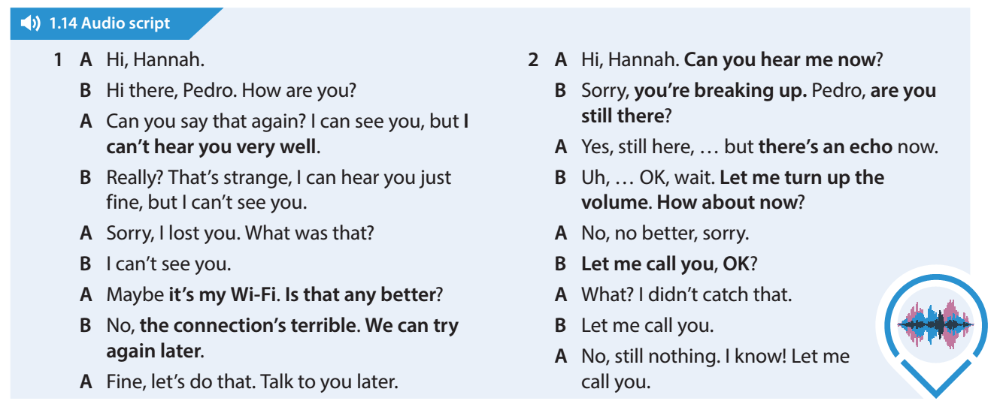 1.14 Audio script
1 A Hi, Hannah.
B Hi there, Pedro. How are you?
A Can you say that again? I can see you, but I
can’t hear you very well.
B Really? That’s strange, I can hear you just
fine, but I can’t see you.
A Sorry, I lost you. What was that?
B I can’t see you.
A Maybe it’s my Wi-Fi. Is that any better?
B No, the connection’s terrible. We can try
again later.
A Fine, let’s do that. Talk to you later.
2 A Hi, Hannah. Can you hear me now?
B Sorry, you’re breaking up. Pedro, are you
still there?
A Yes, still here, … but there’s an echo now.
B Uh, … OK, wait. Let me turn up the
volume. How about now?
A No, no better, sorry.
B Let me call you, OK?
A What? I didn’t catch that.
B Let me call you.
A No, still nothing. I know! Let me
call you.